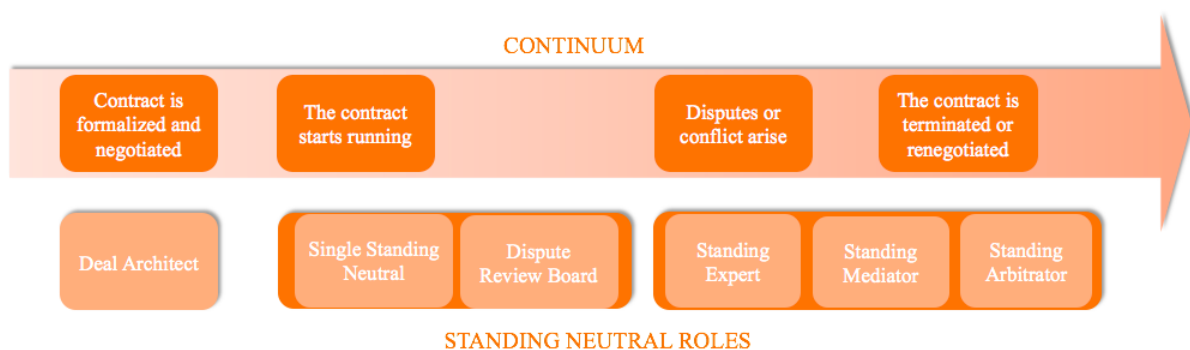 CONTINUUM
Contract is
formalized and
negotiated
The contract
starts running
Disputes or
conflict arise
The contract is
terminated or
renegotiated
Deal Architect
Single Standing
Neutral
Dispute
Review Board
Standing
Expert
Standing
Mediator
Standing
Arbitrator
STANDING NEUTRAL ROLES